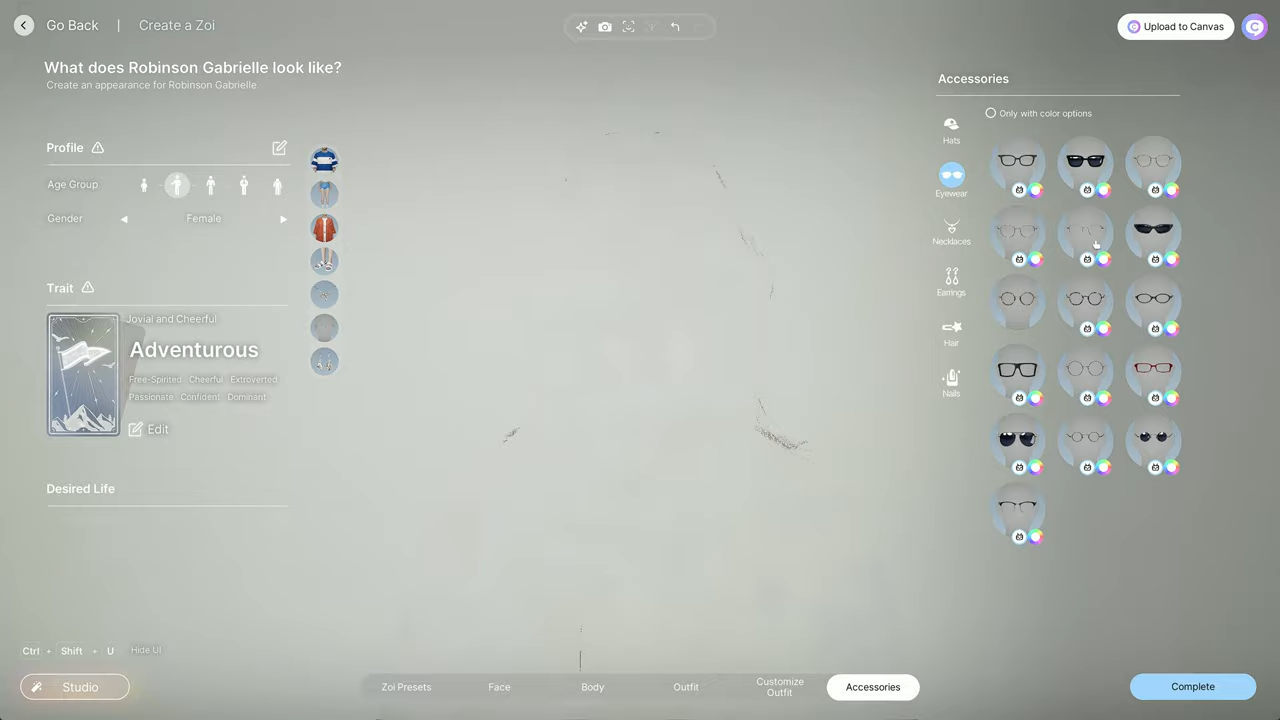 Go Back | Create a Zoi
Upload to Canvas
What does Robinson Gabrielle look like?
Create an appearance for Robinson Gabrielle.
Profile
Age Group
Gender
Female
Trait
Jovial and Cheerful
Adventurous
Free-Spirited Cheerful Extroverted
Passionate Confident Dominant
Edit
Desired Life
Ctrl + Shift + U Hide UI
Studio
Zoi Presets
Face
Body
Outfit
Customize
Outfit
Accessories
Complete
Accessories
Only with color options
Hats
Eyewear
Necklaces
Earrings
Hair
Nails